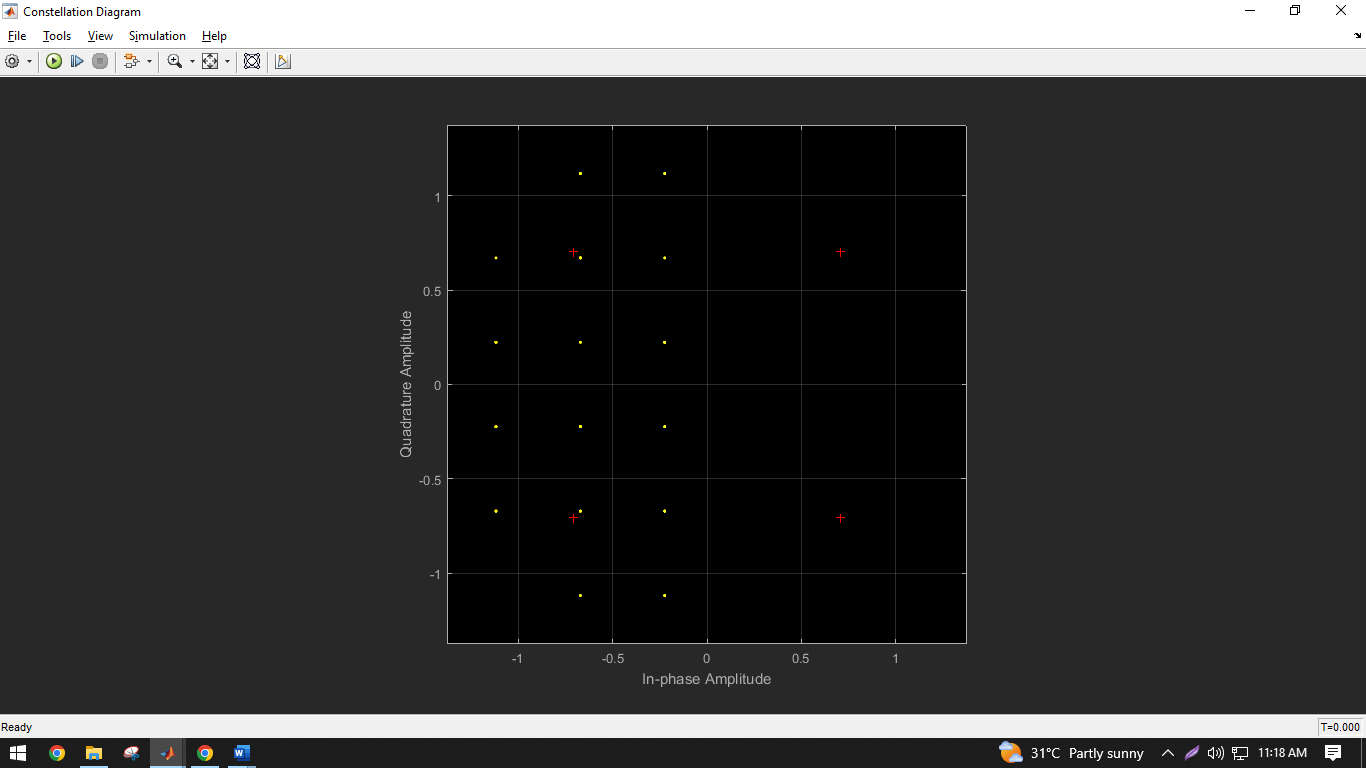 Constellation Diagram
File Tools View Simulation Help
1
0.5
0
-0.5
-1
Quadrature Amplitude
-1 -0.5 0 0.5 1
In-phase Amplitude
Ready
T=0.000
31°C Partly sunny
11:18 AM